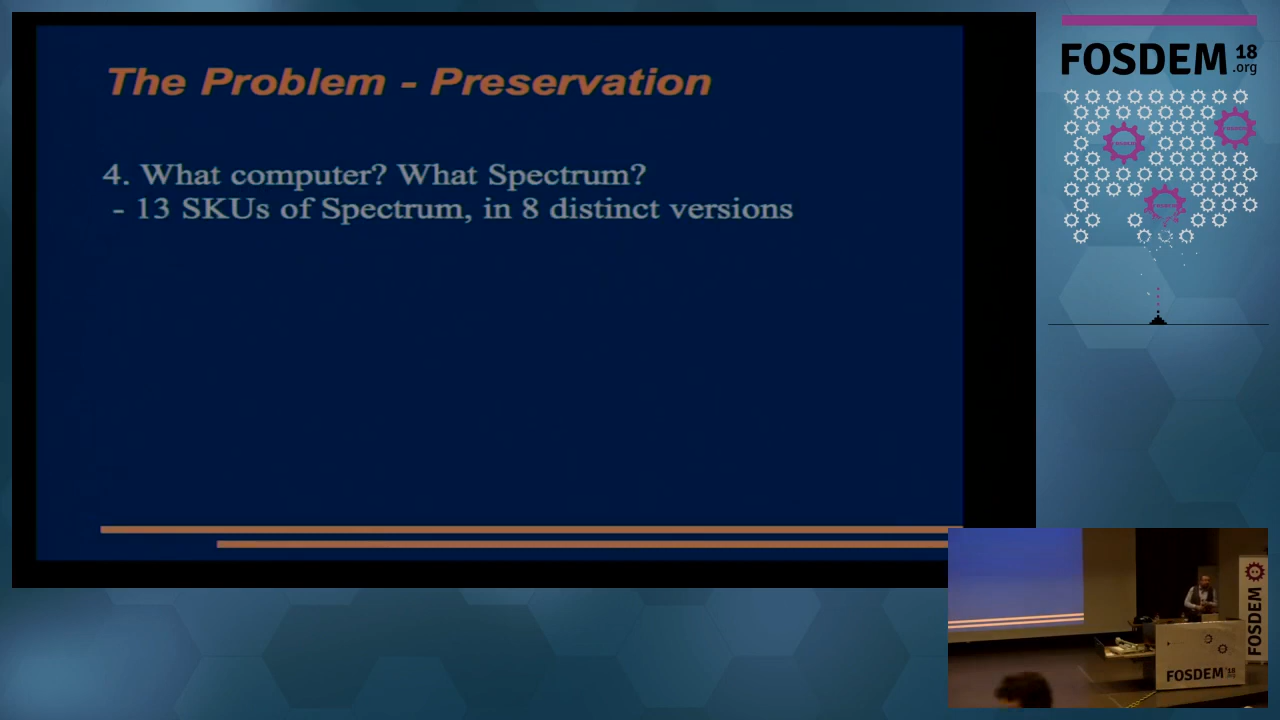 The Problem - Preservation
4. What computer? What Spectrum?
- 13 SKUs of Spectrum, in 8 distinct versions
FOSDEM 18
.org
FOSDEM
FOSDEM 18
.org